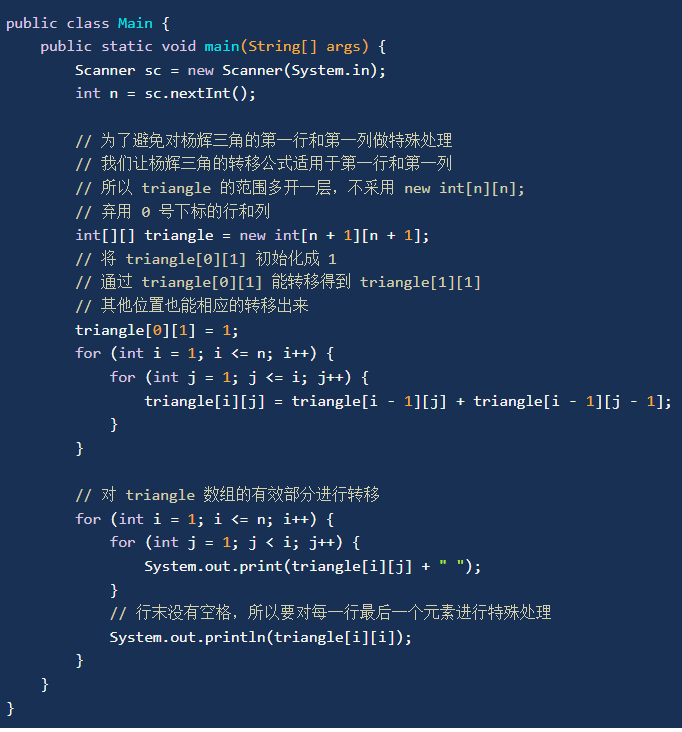 public class Main {
    public static void main(String[] args) {
        Scanner sc = new Scanner(System.in);
        int n = sc.nextInt();

        // 为了避免对杨辉三角的第一行和第一列做特殊处理
        // 我们让杨辉三角的转移公式适用于第一行和第一列
        // 所以 triangle 的范围多开一层，不采用 new int[n][n];
        // 弃用 0 号下标的行和列
        int[][] triangle = new int[n + 1][n + 1];
        // 将 triangle[0][1] 初始化成 1
        // 通过 triangle[0][1] 能转移得到 triangle[1][1]
        // 其他位置也能相应的转移出来
        triangle[0][1] = 1;
        for (int i = 1; i <= n; i++) {
            for (int j = 1; j <= i; j++) {
                triangle[i][j] = triangle[i - 1][j] + triangle[i - 1][j - 1];
            }
        }

        // 对 triangle 数组的有效部分进行转移
        for (int i = 1; i <= n; i++) {
            for (int j = 1; j < i; j++) {
                System.out.print(triangle[i][j] + " ");
            }
            // 行末没有空格，所以要对每一行最后一个元素进行特殊处理
            System.out.println(triangle[i][i]);
        }
    }
}